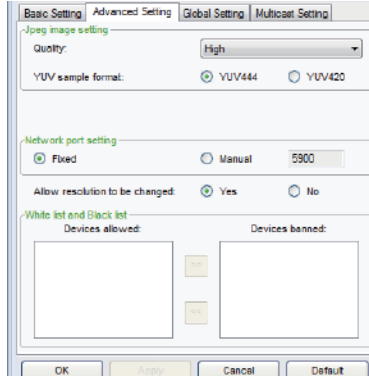 Basic Setting Advanced Setting Global Setting Multicast Setting
Jpeg image setting
Quality: High
YUV sample format: YUV444 YUV420
Network port setting
Fixed Manual 5900
Allow resolution to be changed: Yes No
White list and Black list
Devices allowed: Devices banned:
>>
<<
OK Apply Cancel Default